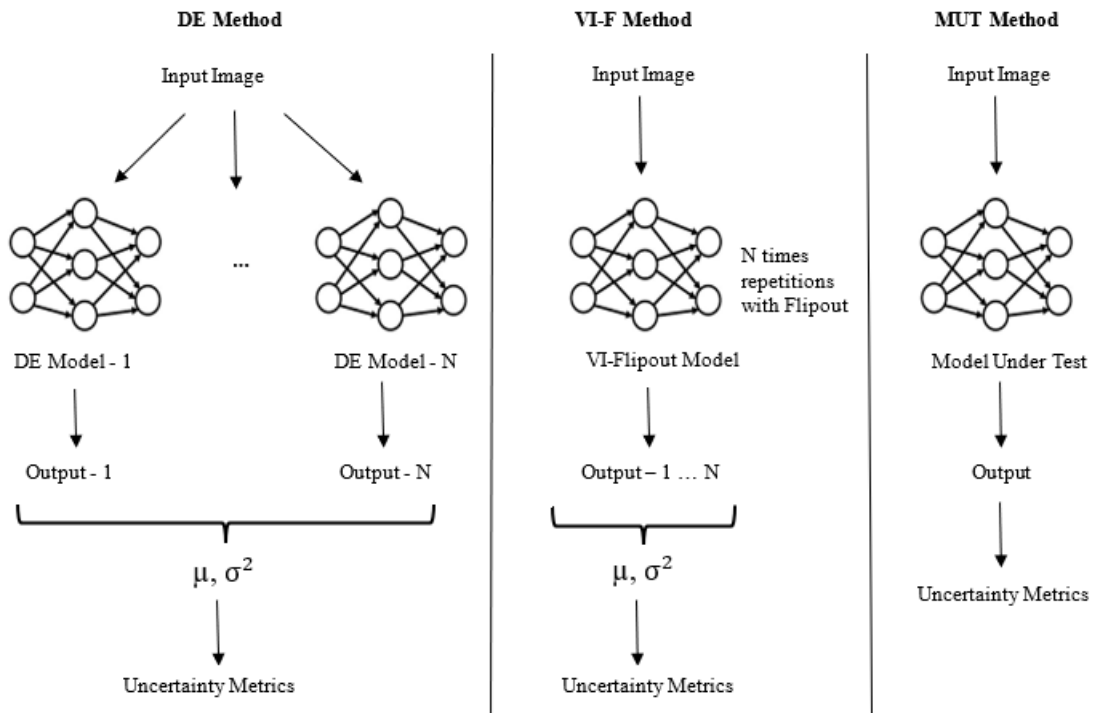 DE Method
Input Image
...
DE Model - 1
DE Model - N
Output - 1
Output - N
μ, σ²
Uncertainty Metrics
VI-F Method
Input Image
N times
repetitions
with Flipout
VI-Flipout Model
Output – 1 … N
μ, σ²
Uncertainty Metrics
MUT Method
Input Image
Model Under Test
Output
Uncertainty Metrics